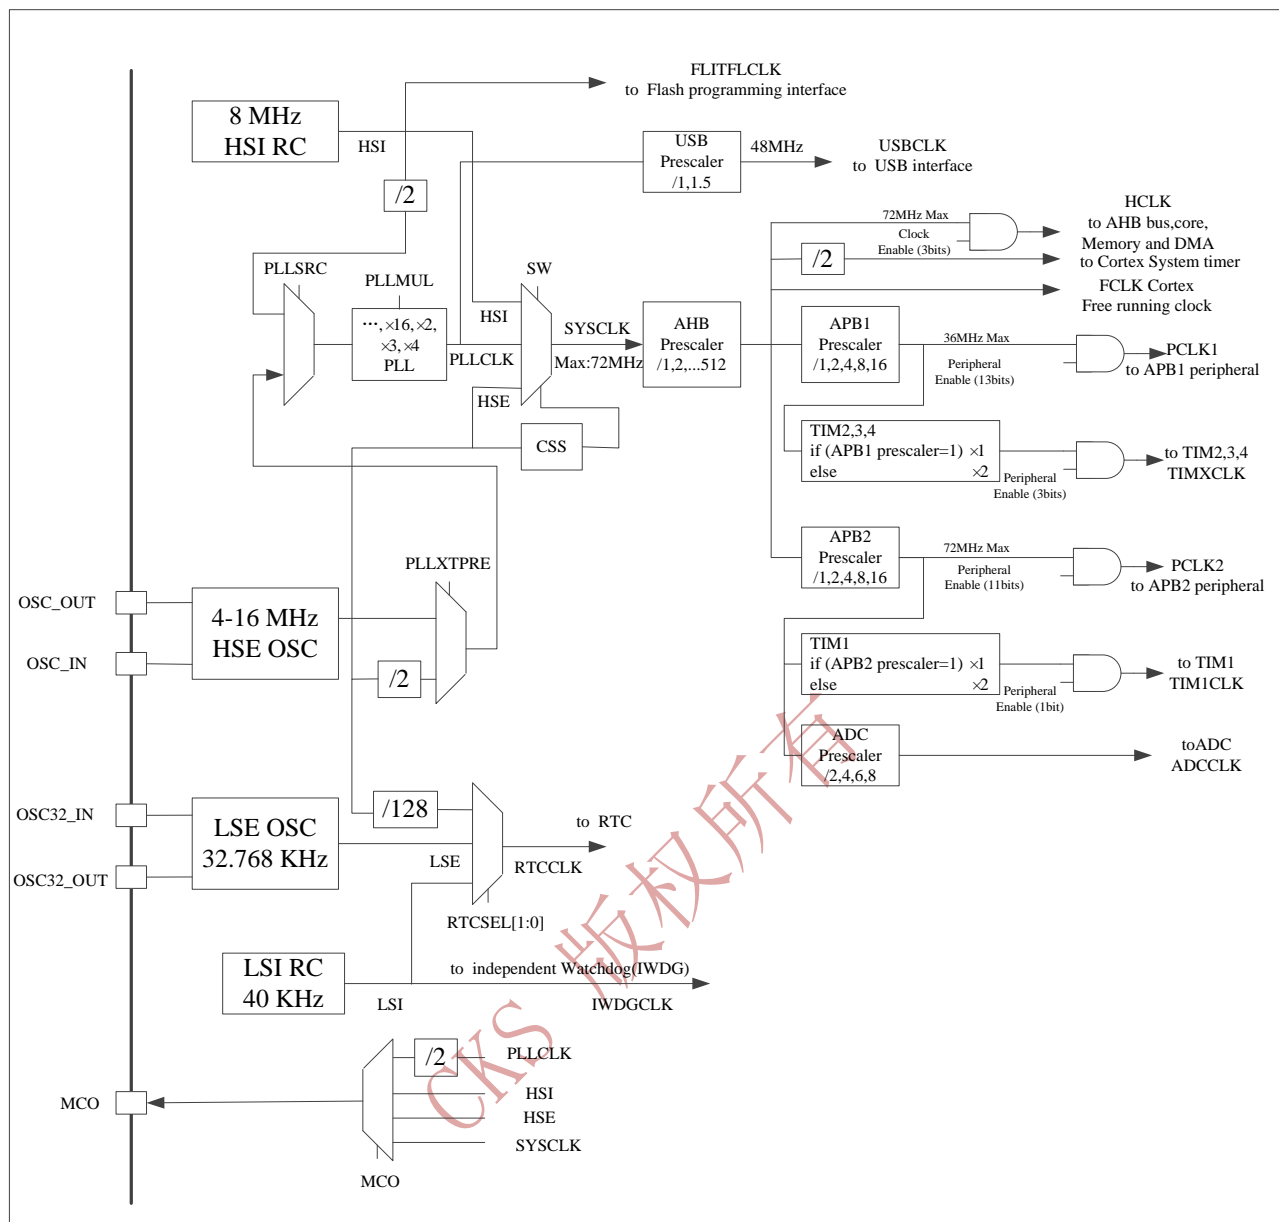 FLITFLCLK
to Flash programming interface
8 MHz
HSI RC
HSI
USB
Prescaler
/1,1.5
48MHz
USBCLK
to USB interface
/2
HCLK
to AHB bus,core,
Memory and DMA
72MHz Max
Clock
Enable (3bits)
/2
to Cortex System timer
FCLK Cortex
Free running clock
PLLSRC
PLLMUL
SW
···, ×16, ×2,
×3, ×4
PLL
HSI
PLLCLK
HSE
SYSCLK
Max:72MHz
AHB
Prescaler
/1,2,...512
APB1
Prescaler
/1,2,4,8,16
36MHz Max
Peripheral
Enable (13bits)
PCLK1
to APB1 peripheral
CSS
TIM2,3,4
if (APB1 prescaler=1) ×1
else ×2
Peripheral
Enable (3bits)
to TIM2,3,4
TIMXCLK
APB2
Prescaler
/1,2,4,8,16
72MHz Max
Peripheral
Enable (11bits)
PCLK2
to APB2 peripheral
PLLXTPRE
OSC_OUT
OSC_IN
4-16 MHz
HSE OSC
/2
TIM1
if (APB2 prescaler=1) ×1
else ×2
Peripheral
Enable (1bit)
to TIM1
TIM1CLK
ADC
Prescaler
/2,4,6,8
toADC
ADCCLK
OSC32_IN
OSC32_OUT
LSE OSC
32.768 KHz
/128
LSE
to RTC
RTCCLK
RTCSEL[1:0]
LSI RC
40 KHz
LSI
to independent Watchdog(IWDG)
IWDGCLK
/2
PLLCLK
HSI
HSE
SYSCLK
MCO
MCO
CKS 版权所有